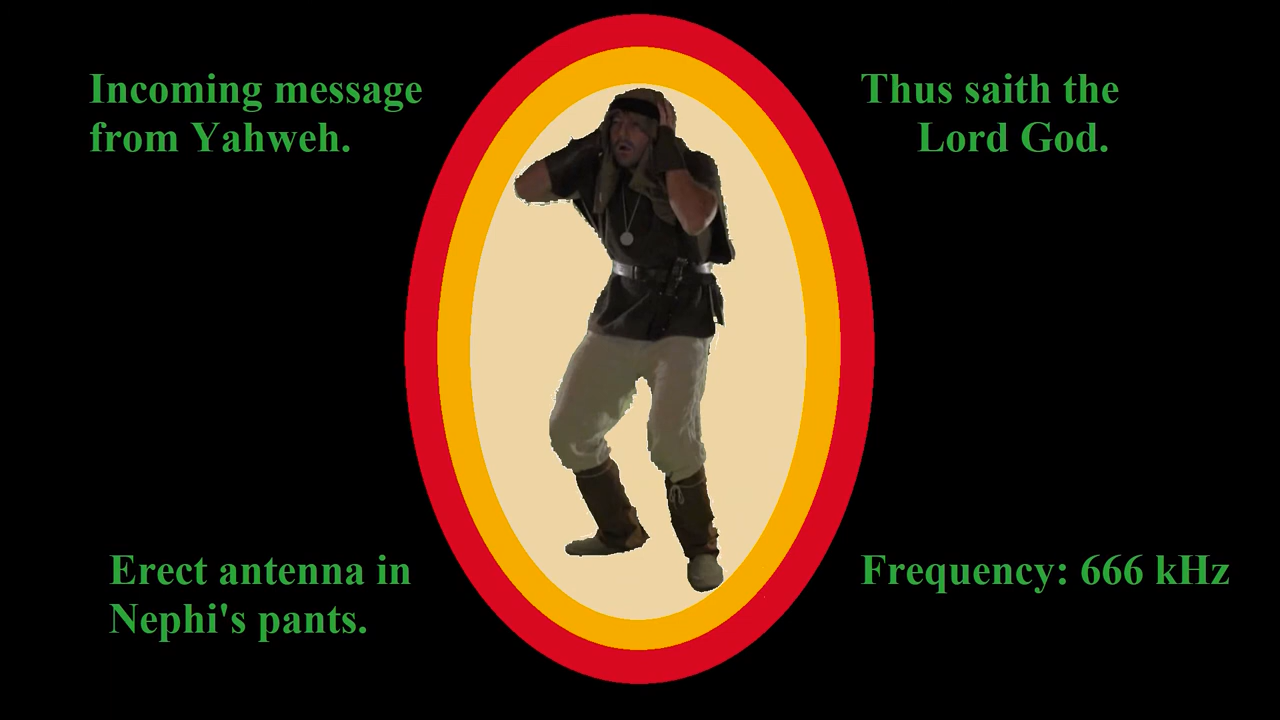 Incoming message
from Yahweh.
Thus saith the
Lord God.
Erect antenna in
Nephi's pants.
Frequency: 666 kHz